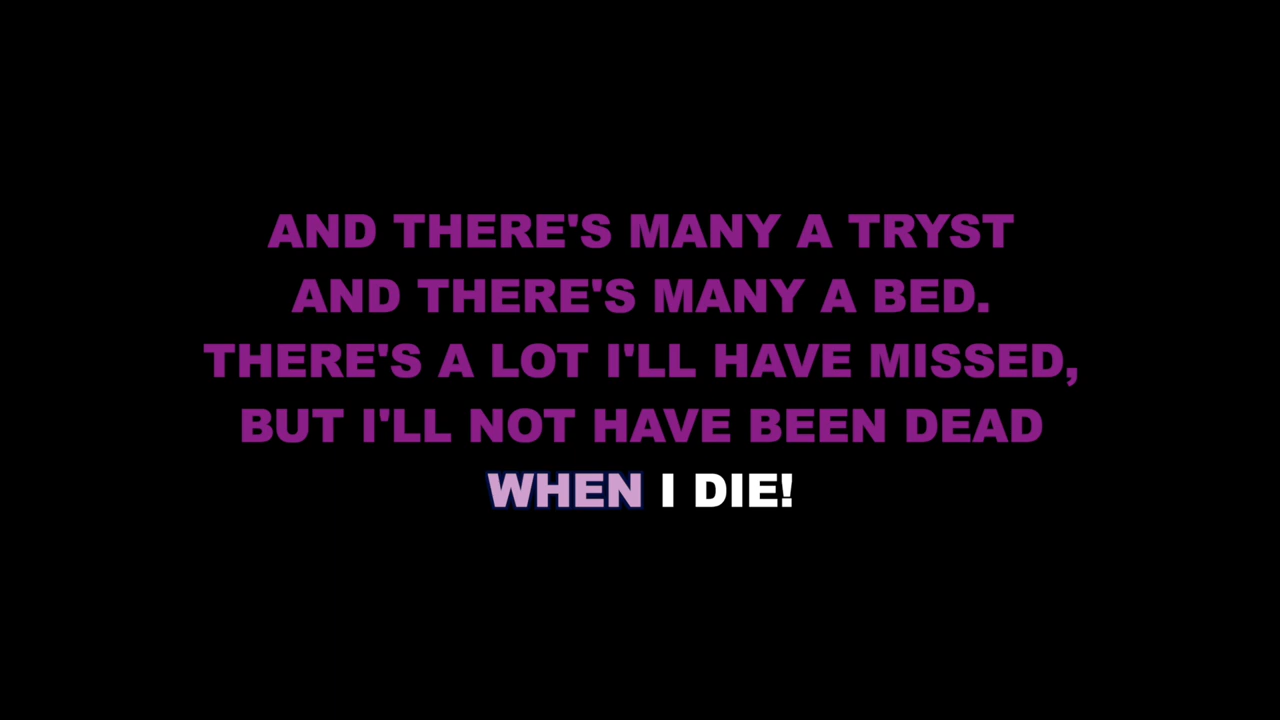 AND THERE'S MANY A TRYST
AND THERE'S MANY A BED.
THERE'S A LOT I'LL HAVE MISSED,
BUT I'LL NOT HAVE BEEN DEAD
WHEN I DIE!